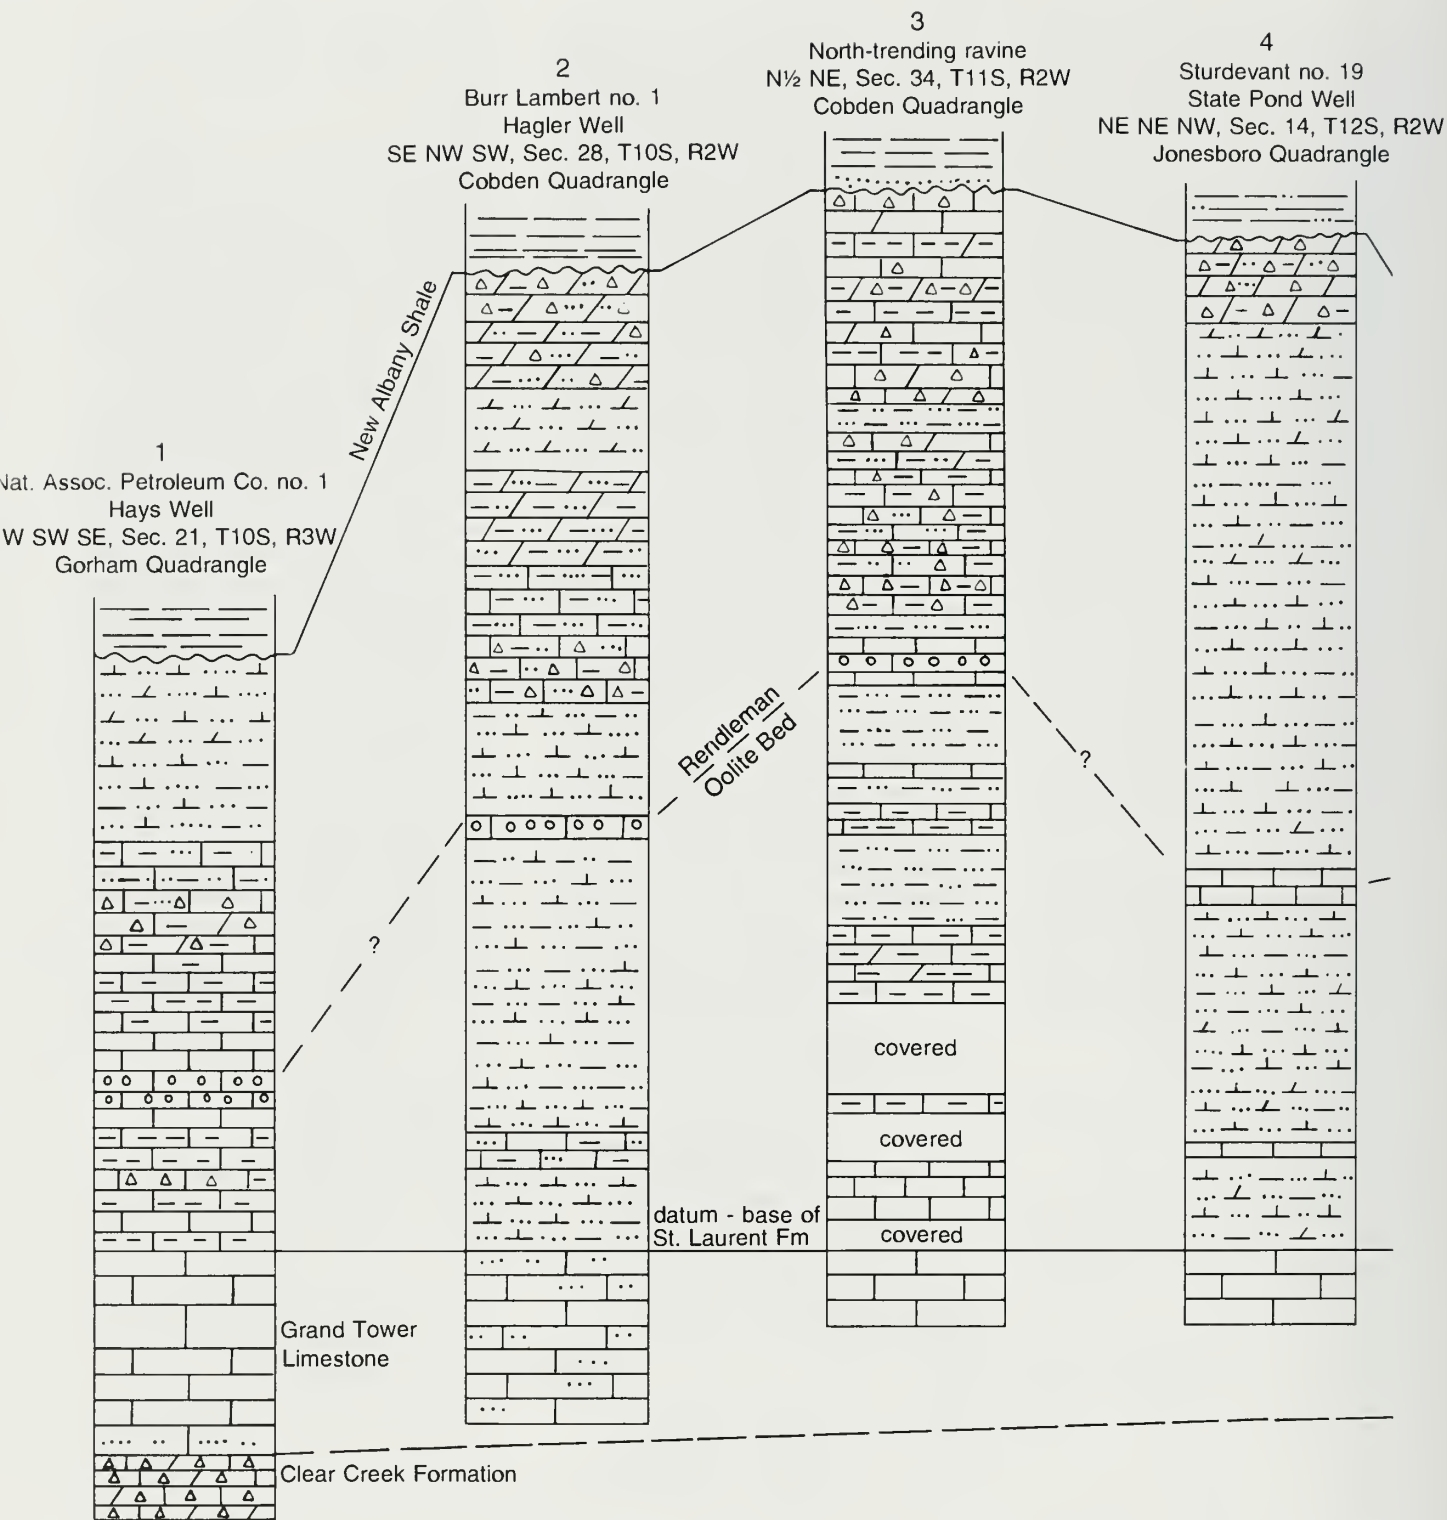 1
Nat. Assoc. Petroleum Co. no. 1
Hays Well
W SW SE, Sec. 21, T10S, R3W
Gorham Quadrangle
2
Burr Lambert no. 1
Hagler Well
SE NW SW, Sec. 28, T10S, R2W
Cobden Quadrangle
3
North-trending ravine
N½ NE, Sec. 34, T11S, R2W
Cobden Quadrangle
4
Sturdevant no. 19
State Pond Well
NE NE NW, Sec. 14, T12S, R2W
Jonesboro Quadrangle
New Albany Shale
?
Rendleman
Oolite Bed
?
covered
covered
covered
datum - base of
St. Laurent Fm
Grand Tower
Limestone
Clear Creek Formation